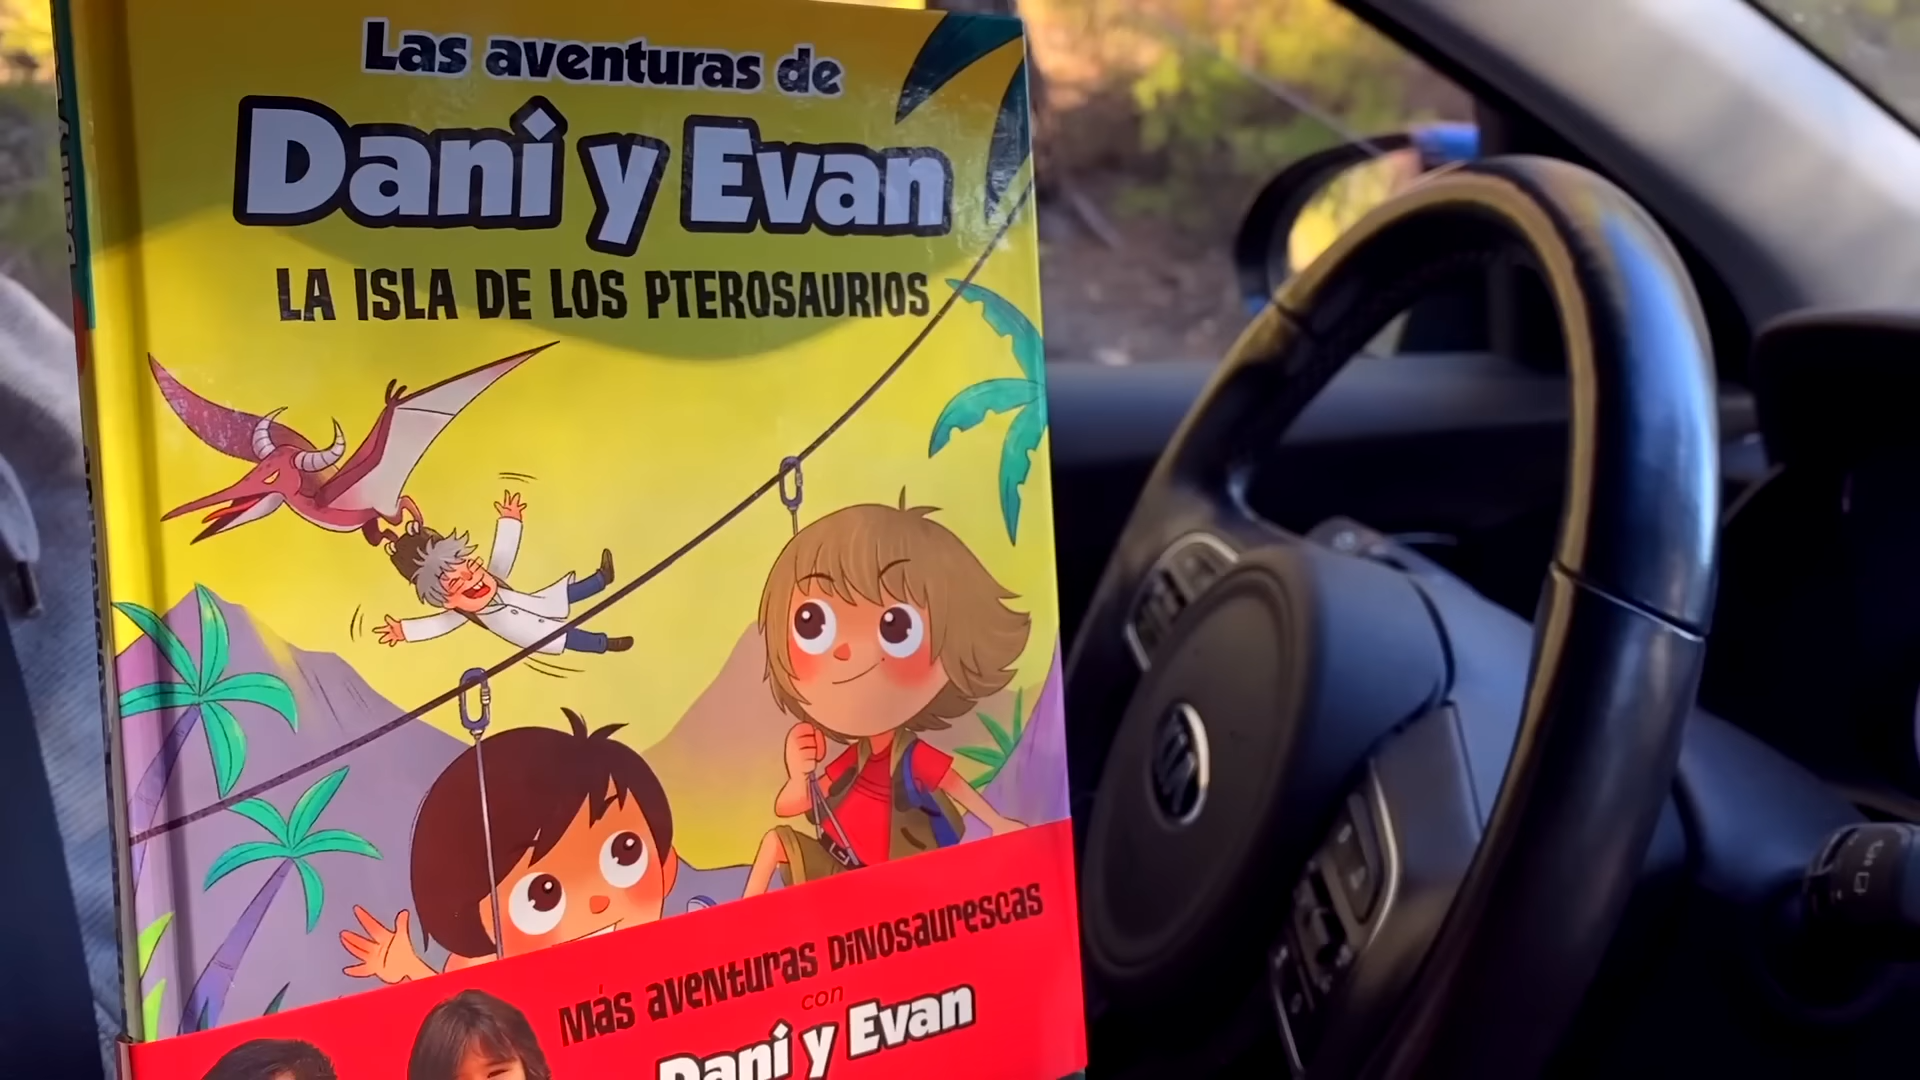 Las aventuras de
Dani y Evan
LA ISLA DE LOS PTEROSAURIOS
Más aventuras dinosaurescas
con
Dani y Evan